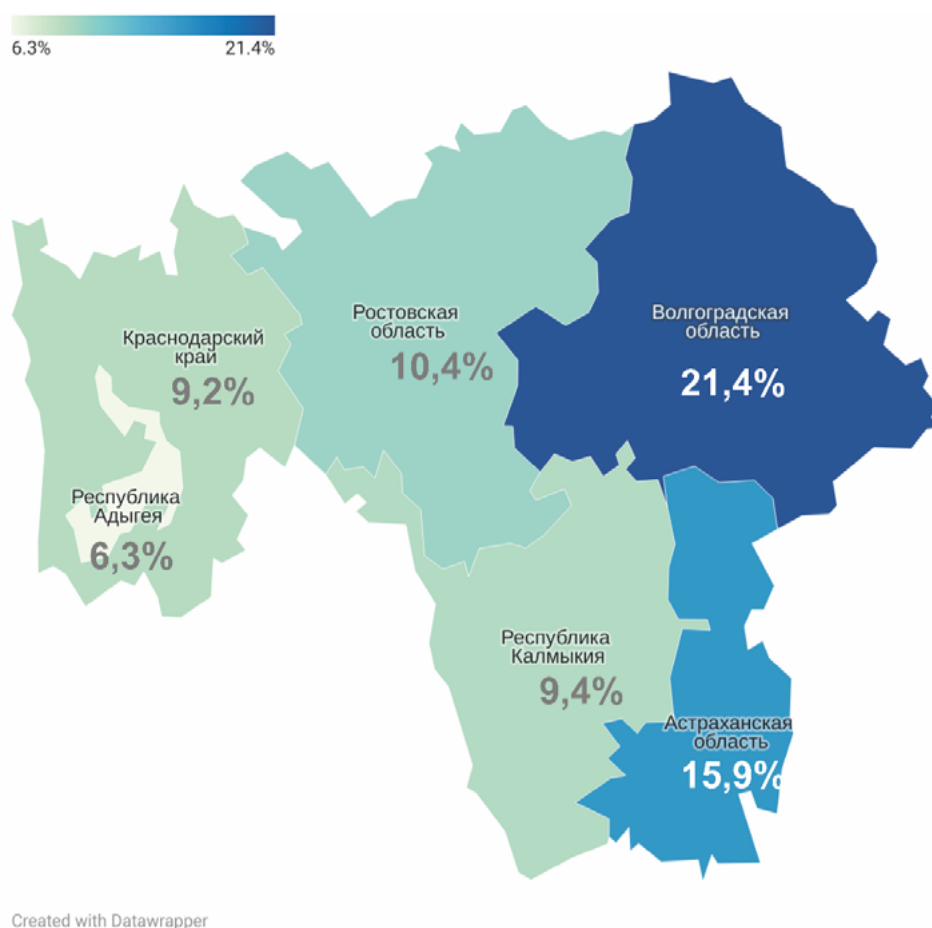 6.3%
21.4%
Ростовская
область
10,4%
Волгоградская
область
21,4%
Краснодарский
край
9,2%
Республика
Адыгея
6,3%
Республика
Калмыкия
9,4%
Астраханская
область
15,9%
Created with Datawrapper